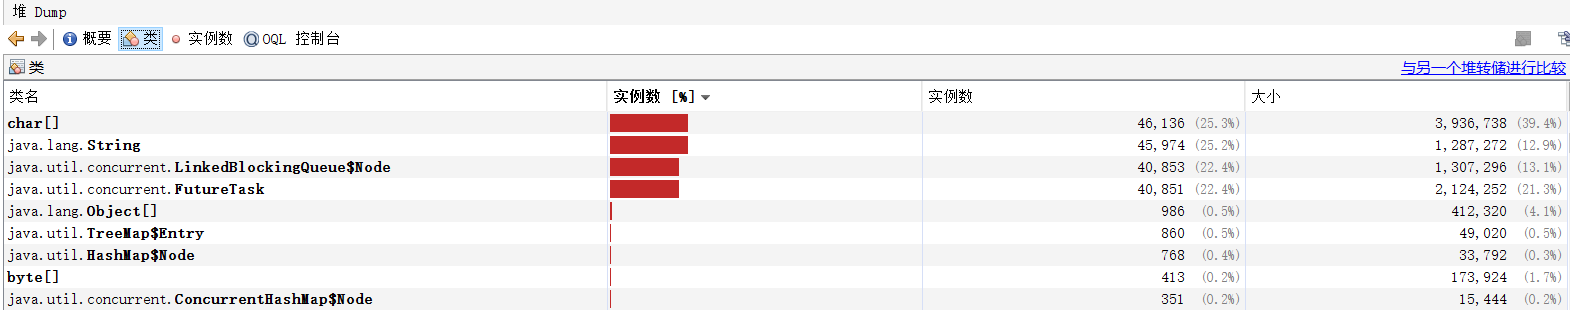 堆 Dump
概要 类 实例数 OQL 控制台
类 与另一个堆转储进行比较
类名 实例数 [%] 实例数 大小
char[] 46,136 (25.3%) 3,936,738 (39.4%)
java.lang.String 45,974 (25.2%) 1,287,272 (12.9%)
java.util.concurrent.LinkedBlockingQueue$Node 40,853 (22.4%) 1,307,296 (13.1%)
java.util.concurrent.FutureTask 40,851 (22.4%) 2,124,252 (21.3%)
java.lang.Object[] 986 (0.5%) 412,320 (4.1%)
java.util.TreeMap$Entry 860 (0.5%) 49,020 (0.5%)
java.util.HashMap$Node 768 (0.4%) 33,792 (0.3%)
byte[] 413 (0.2%) 173,924 (1.7%)
java.util.concurrent.ConcurrentHashMap$Node 351 (0.2%) 15,444 (0.2%)